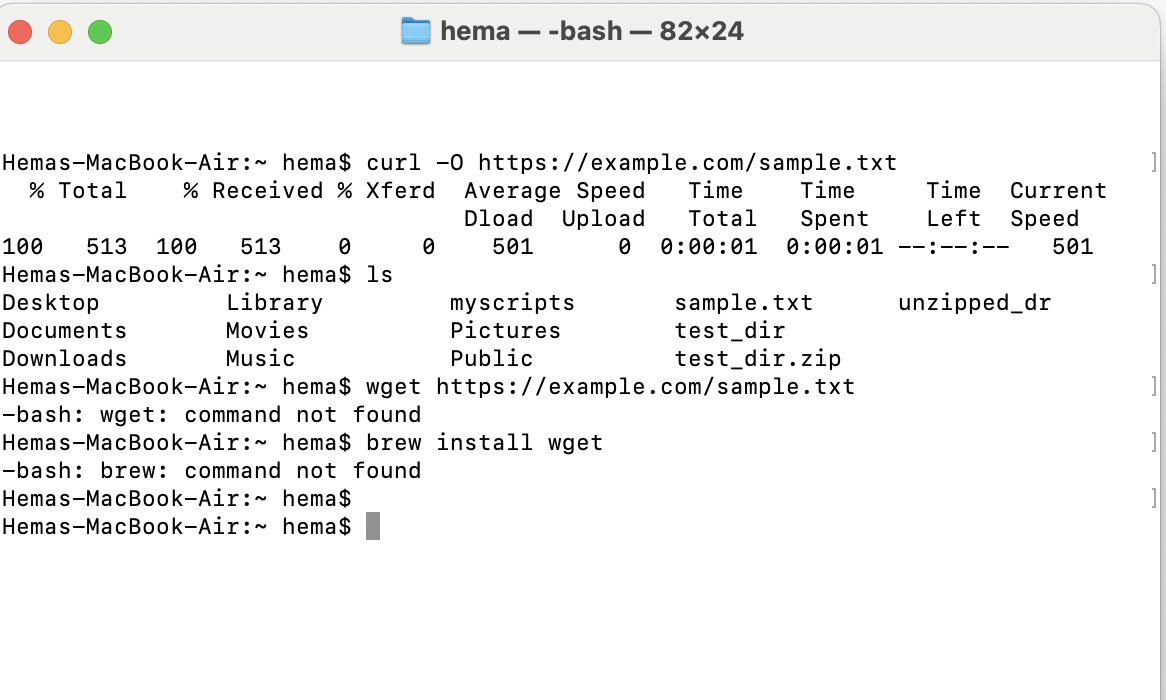 hema — -bash — 82×24
Hemas-MacBook-Air:~ hema$ curl -O https://example.com/sample.txt ]
% Total % Received % Xferd Average Speed Time Time Time Current
Dload Upload Total Spent Left Speed
100 513 100 513 0 0 501 0 0:00:01 0:00:01 --:--:-- 501
Hemas-MacBook-Air:~ hema$ ls ]
Desktop Library myscripts sample.txt unzipped_dr
Documents Movies Pictures test_dir
Downloads Music Public test_dir.zip
Hemas-MacBook-Air:~ hema$ wget https://example.com/sample.txt ]
-bash: wget: command not found
Hemas-MacBook-Air:~ hema$ brew install wget ]
-bash: brew: command not found
Hemas-MacBook-Air:~ hema$ ]
Hemas-MacBook-Air:~ hema$